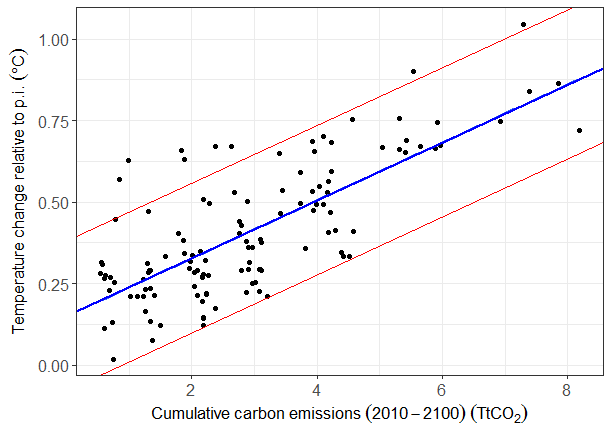 Temperature change relative to p.i. (°C)
1.00
0.75
0.50
0.25
0.00
2 4 6 8
Cumulative carbon emissions (2010 – 2100) (TtCO₂)